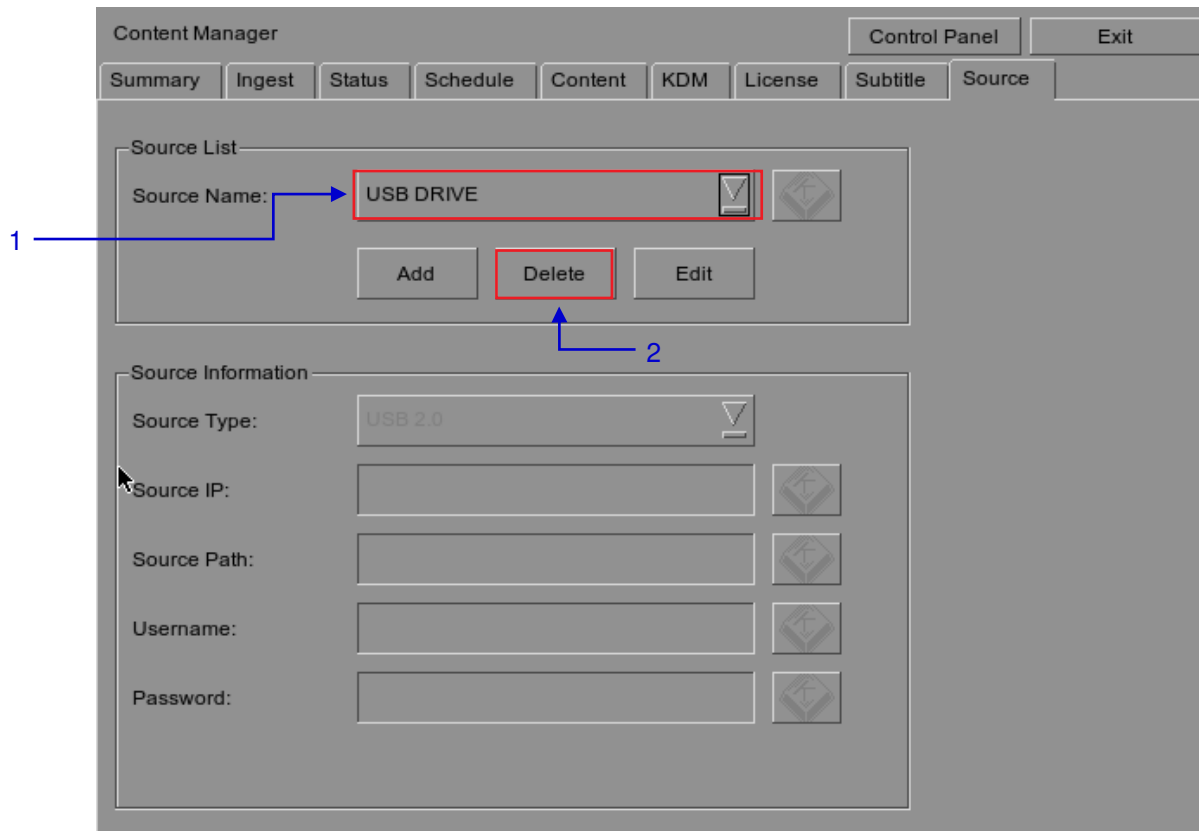 Content Manager
Control Panel
Exit
Summary Ingest Status Schedule Content KDM License Subtitle Source
Source List
Source Name: USB DRIVE
1
Add Delete Edit
2
Source Information
Source Type: USB 2.0
Source IP:
Source Path:
Username:
Password: